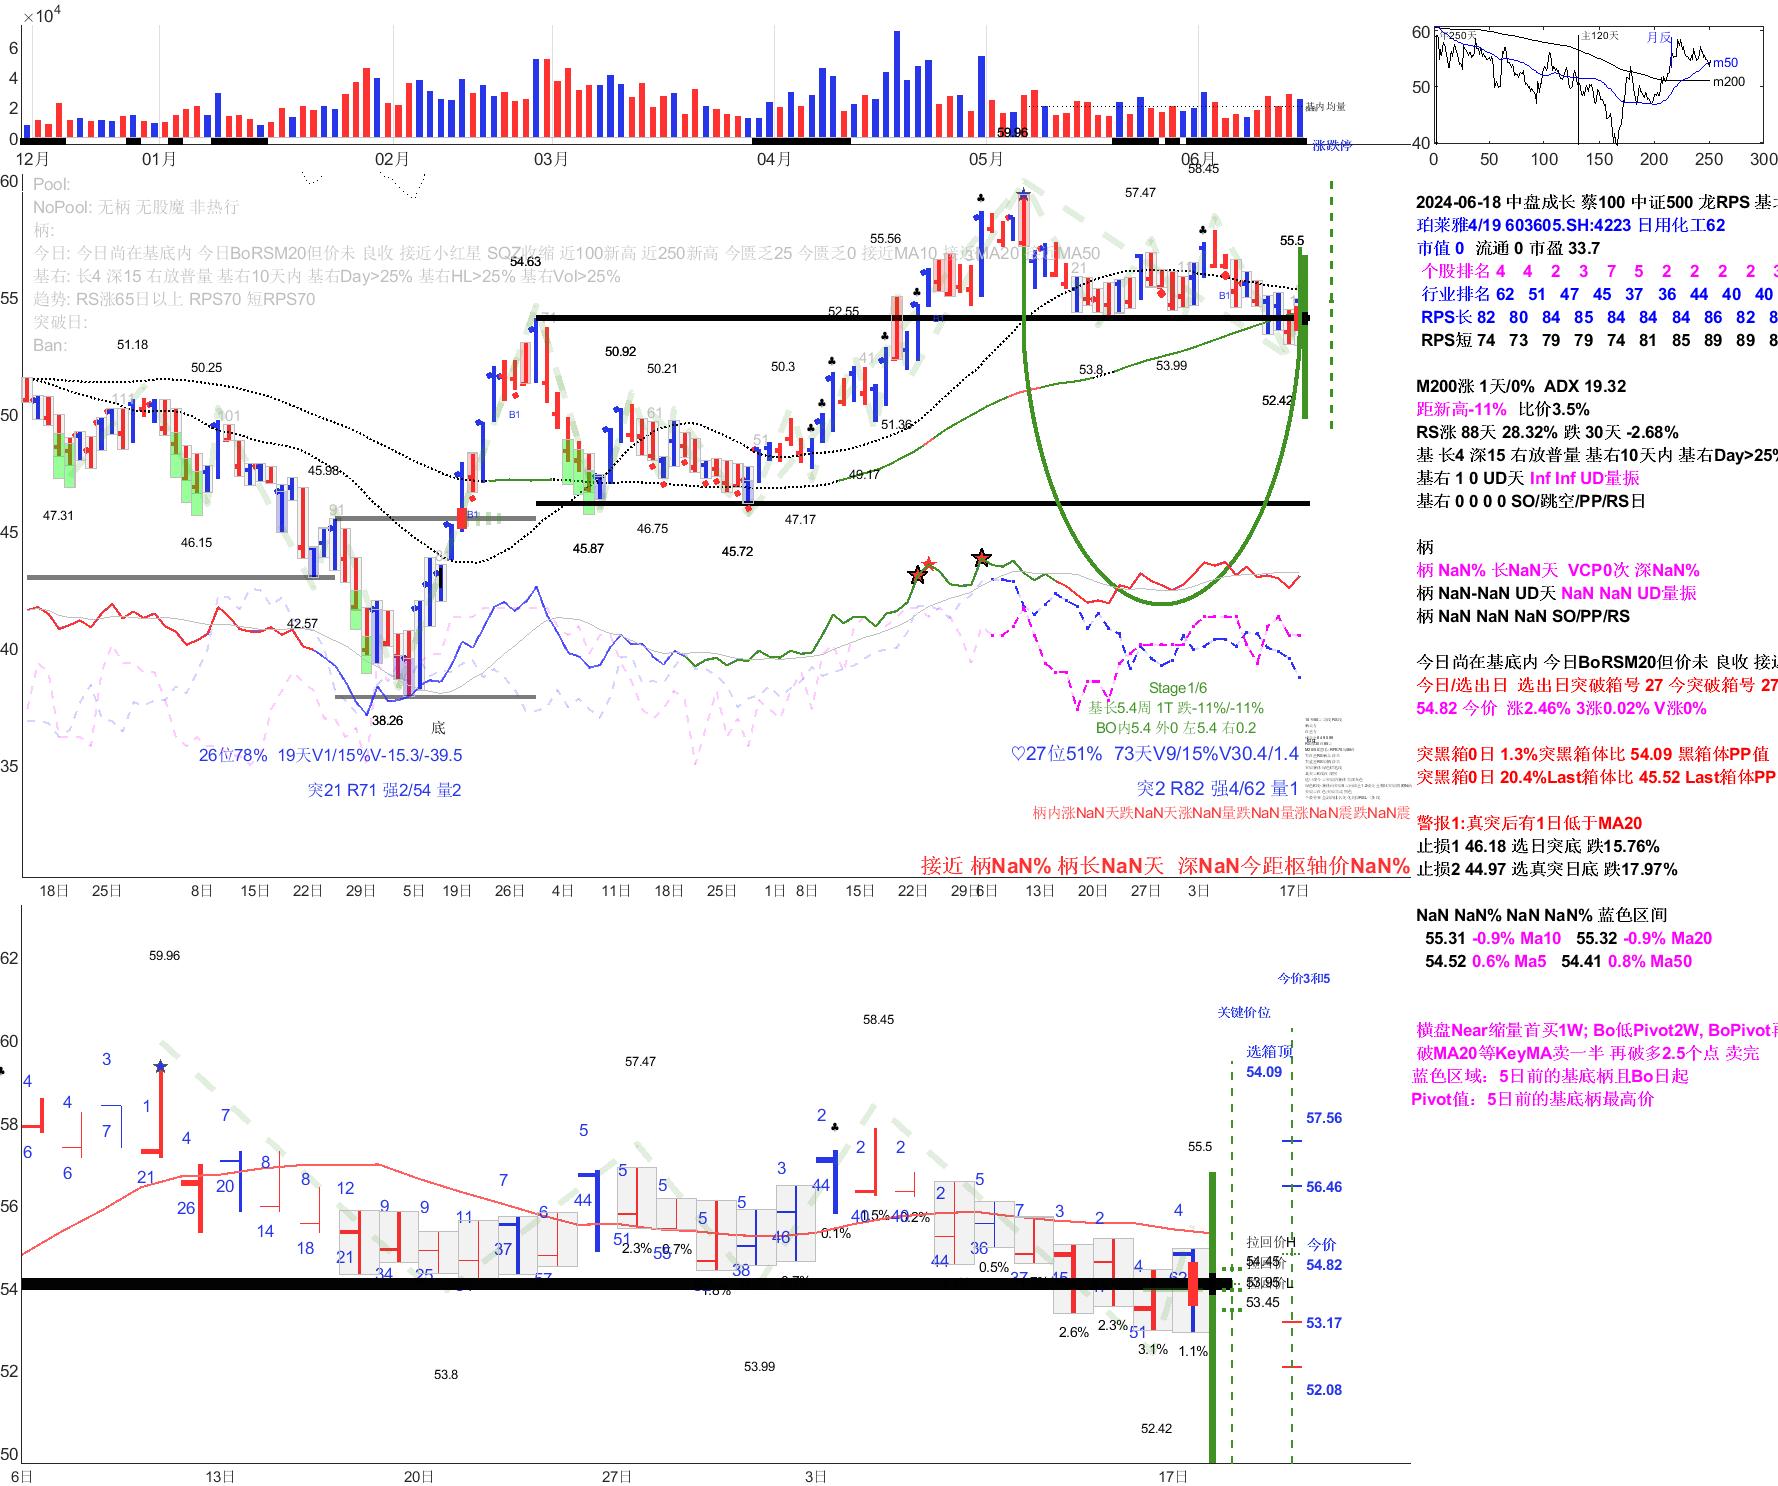 ×10⁴
6
4
2
0
基内均量
59.96
涨跌停
12月 01月 02月 03月 04月 05月 06月
60
55
50
45
40
35
Pool:
NoPool: 无柄 无股魔 非热行
柄:
今日: 今日尚在基底内 今日BoRSM20但价未 良收 接近小红星 SQZ收缩 近100新高 近250新高 今匮乏25 今匮乏0 接近MA10 接近MA20 接近MA50
基右: 长4 深15 右放普量 基右10天内 基右Day>25% 基右HL>25% 基右Vol>25%
趋势: RS涨65日以上 RPS70 短RPS70
突破日:
Ban:
58.45
57.47
55.56
55.5
54.63
52.55
51.18
50.25
50.92
50.21
50.3
53.8
53.99
52.42
51.36
49.17
111
101
91
61
51
41
21
B1
B1
B1
45.98
47.31
46.15
46.75
47.17
45.87
45.72
42.57
38.26
底
Stage1/6
基长5.4周 1T 跌-11%/-11%
BO内5.4 外0 左5.4 右0.2
26位78% 19天V1/15%V-15.3/-39.5
♡27位51% 73天V9/15%V30.4/1.4
突21 R71 强2/54 量2
突2 R82 强4/62 量1
柄内涨NaN天跌NaN天涨NaN量跌NaN量涨NaN震跌NaN震
接近 柄NaN% 柄长NaN天 深NaN今距枢轴价NaN%
18日 25日 8日 15日 22日 29日 5日 19日 26日 4日 11日 18日 25日 1日 8日 15日 22日 29日 6日 13日 20日 27日 3日 17日
62
60
58
56
54
52
50
59.96
58.45
57.47
55.5
53.8
53.99
52.42
4
6
4
6
3
7
1
21
4
26
7
20
8
14
8
18
12
21
9
34
9
25
11
7
37
6
57
5
44
5
51
2.3%
5
55
0.7%
5
5
38
3
46
2
44
0.1%
2
2
2
44
5
36
0.5%
7
37
3
45
2.6%
2
2.3%
4
51
3.1%
4
1.1%
今价3和5
关键价位
选箱顶
54.09
57.56
56.46
拉回价H
今价
54.45
54.82
53.95
53.45
53.17
52.08
6日 13日 20日 27日 3日 17日
60
50
40
250天
主120天
月反
m50
m200
0 50 100 150 200 250 300
2024-06-18 中盘成长 蔡100 中证500 龙RPS
珀莱雅4/19 603605.SH:4223 日用化工62
市值 0 流通 0 市盈 33.7
个股排名 4 4 2 3 7 5 2 2 2 2 3
行业排名 62 51 47 45 37 36 44 40 40
RPS长 82 80 84 85 84 84 84 86 82 8
RPS短 74 73 79 79 74 81 85 89 89 8
M200涨 1天/0% ADX 19.32
距新高-11% 比价3.5%
RS涨 88天 28.32% 跌 30天 -2.68%
基 长4 深15 右放普量 基右10天内 基右Day>25%
基右 1 0 UD天 Inf Inf UD量振
基右 0 0 0 0 SO/跳空/PP/RS日
柄
柄 NaN% 长NaN天 VCP0次 深NaN%
柄 NaN-NaN UD天 NaN NaN UD量振
柄 NaN NaN NaN SO/PP/RS
今日尚在基底内 今日BoRSM20但价未 良收
今日/选出日 选出日突破箱号 27 今突破箱号 27
54.82 今价 涨2.46% 3涨0.02% V涨0%
突黑箱0日 1.3%突黑箱体比 54.09 黑箱体PP值
突黑箱0日 20.4%Last箱体比 45.52 Last箱体PP
警报1:真突后有1日低于MA20
止损1 46.18 选日突底 跌15.76%
止损2 44.97 选真突日底 跌17.97%
NaN NaN% NaN NaN% 蓝色区间
55.31 -0.9% Ma10 55.32 -0.9% Ma20
54.52 0.6% Ma5 54.41 0.8% Ma50
横盘Near缩量首买1W; Bo低Pivot2W, BoPivot
破MA20等KeyMA卖一半 再破多2.5个点 卖完
蓝色区域：5日前的基底柄且Bo日起
Pivot值：5日前的基底柄最高价